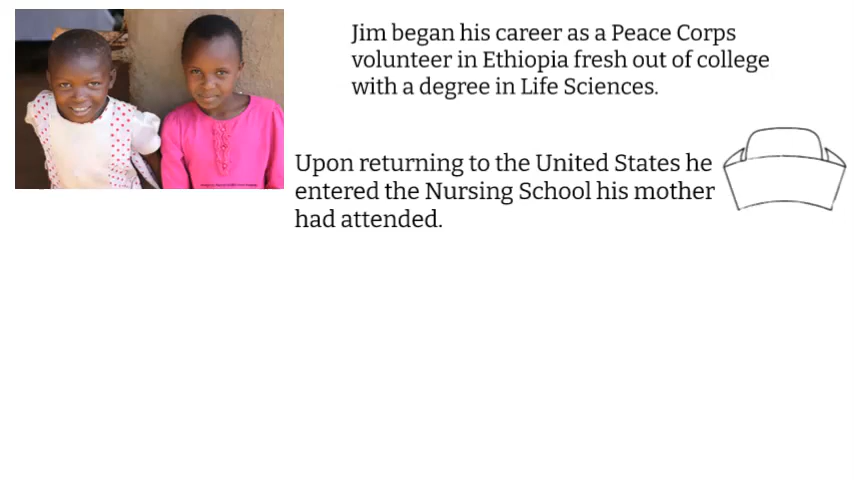 Jim began his career as a Peace Corps
volunteer in Ethiopia fresh out of college
with a degree in Life Sciences.
Upon returning to the United States he
entered the Nursing School his mother
had attended.